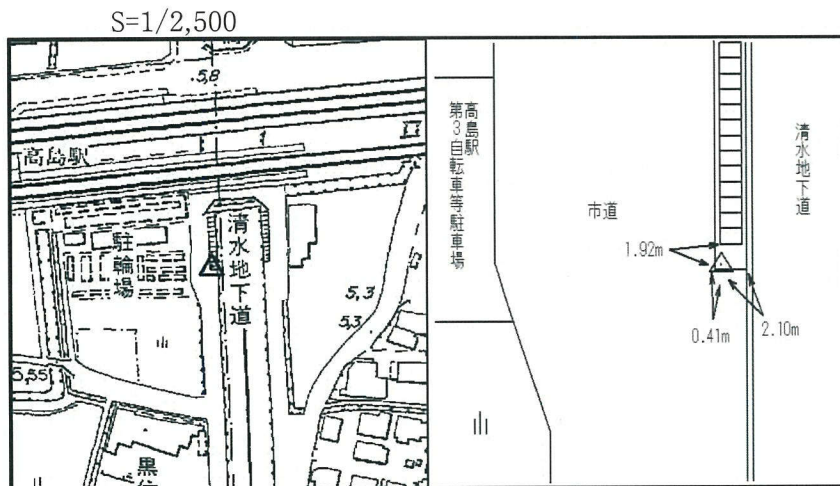 S=1/2,500
.5,8
高島駅
駐輪場
清水地下道
5,3
5,3
5,55
高島駅
第3自転車等駐車場
市道
清水地下道
1.92m
0.41m
2.10m